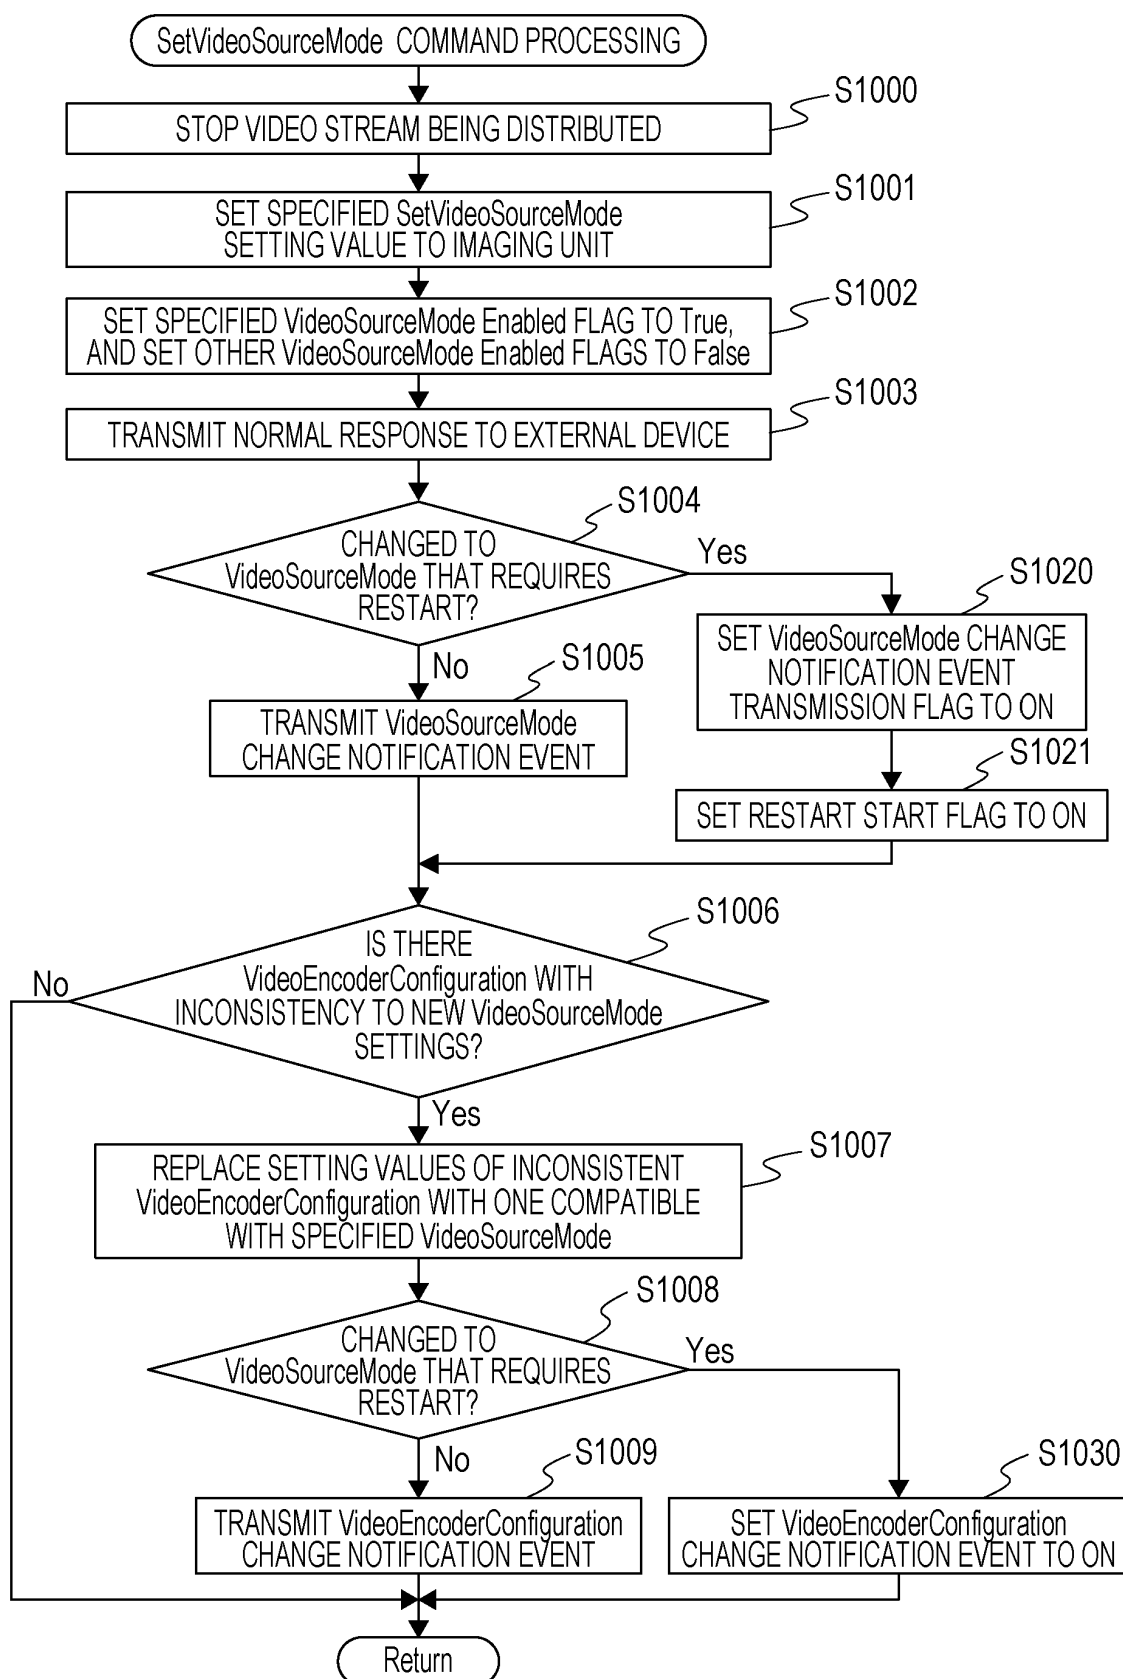 SetVideoSourceMode COMMAND PROCESSING
S1000
STOP VIDEO STREAM BEING DISTRIBUTED
S1001
SET SPECIFIED SetVideoSourceMode
SETTING VALUE TO IMAGING UNIT
S1002
SET SPECIFIED VideoSourceMode Enabled FLAG TO True,
AND SET OTHER VideoSourceMode Enabled FLAGS TO False
S1003
TRANSMIT NORMAL RESPONSE TO EXTERNAL DEVICE
S1004
CHANGED TO
VideoSourceMode THAT REQUIRES
RESTART?
Yes
No
S1020
SET VideoSourceMode CHANGE
NOTIFICATION EVENT
TRANSMISSION FLAG TO ON
S1005
TRANSMIT VideoSourceMode
CHANGE NOTIFICATION EVENT
S1021
SET RESTART START FLAG TO ON
S1006
IS THERE
VideoEncoderConfiguration WITH
INCONSISTENCY TO NEW VideoSourceMode
SETTINGS?
No
Yes
S1007
REPLACE SETTING VALUES OF INCONSISTENT
VideoEncoderConfiguration WITH ONE COMPATIBLE
WITH SPECIFIED VideoSourceMode
S1008
CHANGED TO
VideoSourceMode THAT REQUIRES
RESTART?
Yes
No
S1009
TRANSMIT VideoEncoderConfiguration
CHANGE NOTIFICATION EVENT
S1030
SET VideoEncoderConfiguration
CHANGE NOTIFICATION EVENT TO ON
Return